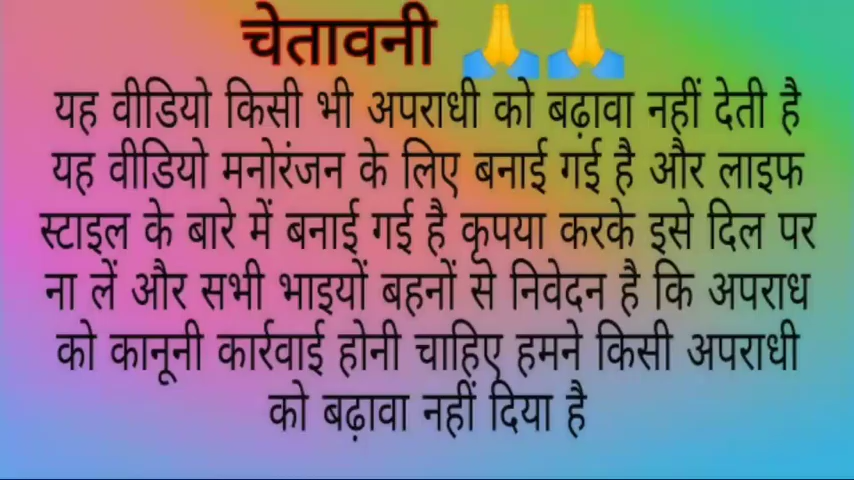 चेतावनी 🙏🙏
यह वीडियो किसी भी अपराधी को बढ़ावा नहीं देती है
यह वीडियो मनोरंजन के लिए बनाई गई है और लाइफ
स्टाइल के बारे में बनाई गई है कृपया करके इसे दिल पर
ना लें और सभी भाइयों बहनों से निवेदन है कि अपराध
को कानूनी कार्रवाई होनी चाहिए हमने किसी अपराधी
को बढ़ावा नहीं दिया है